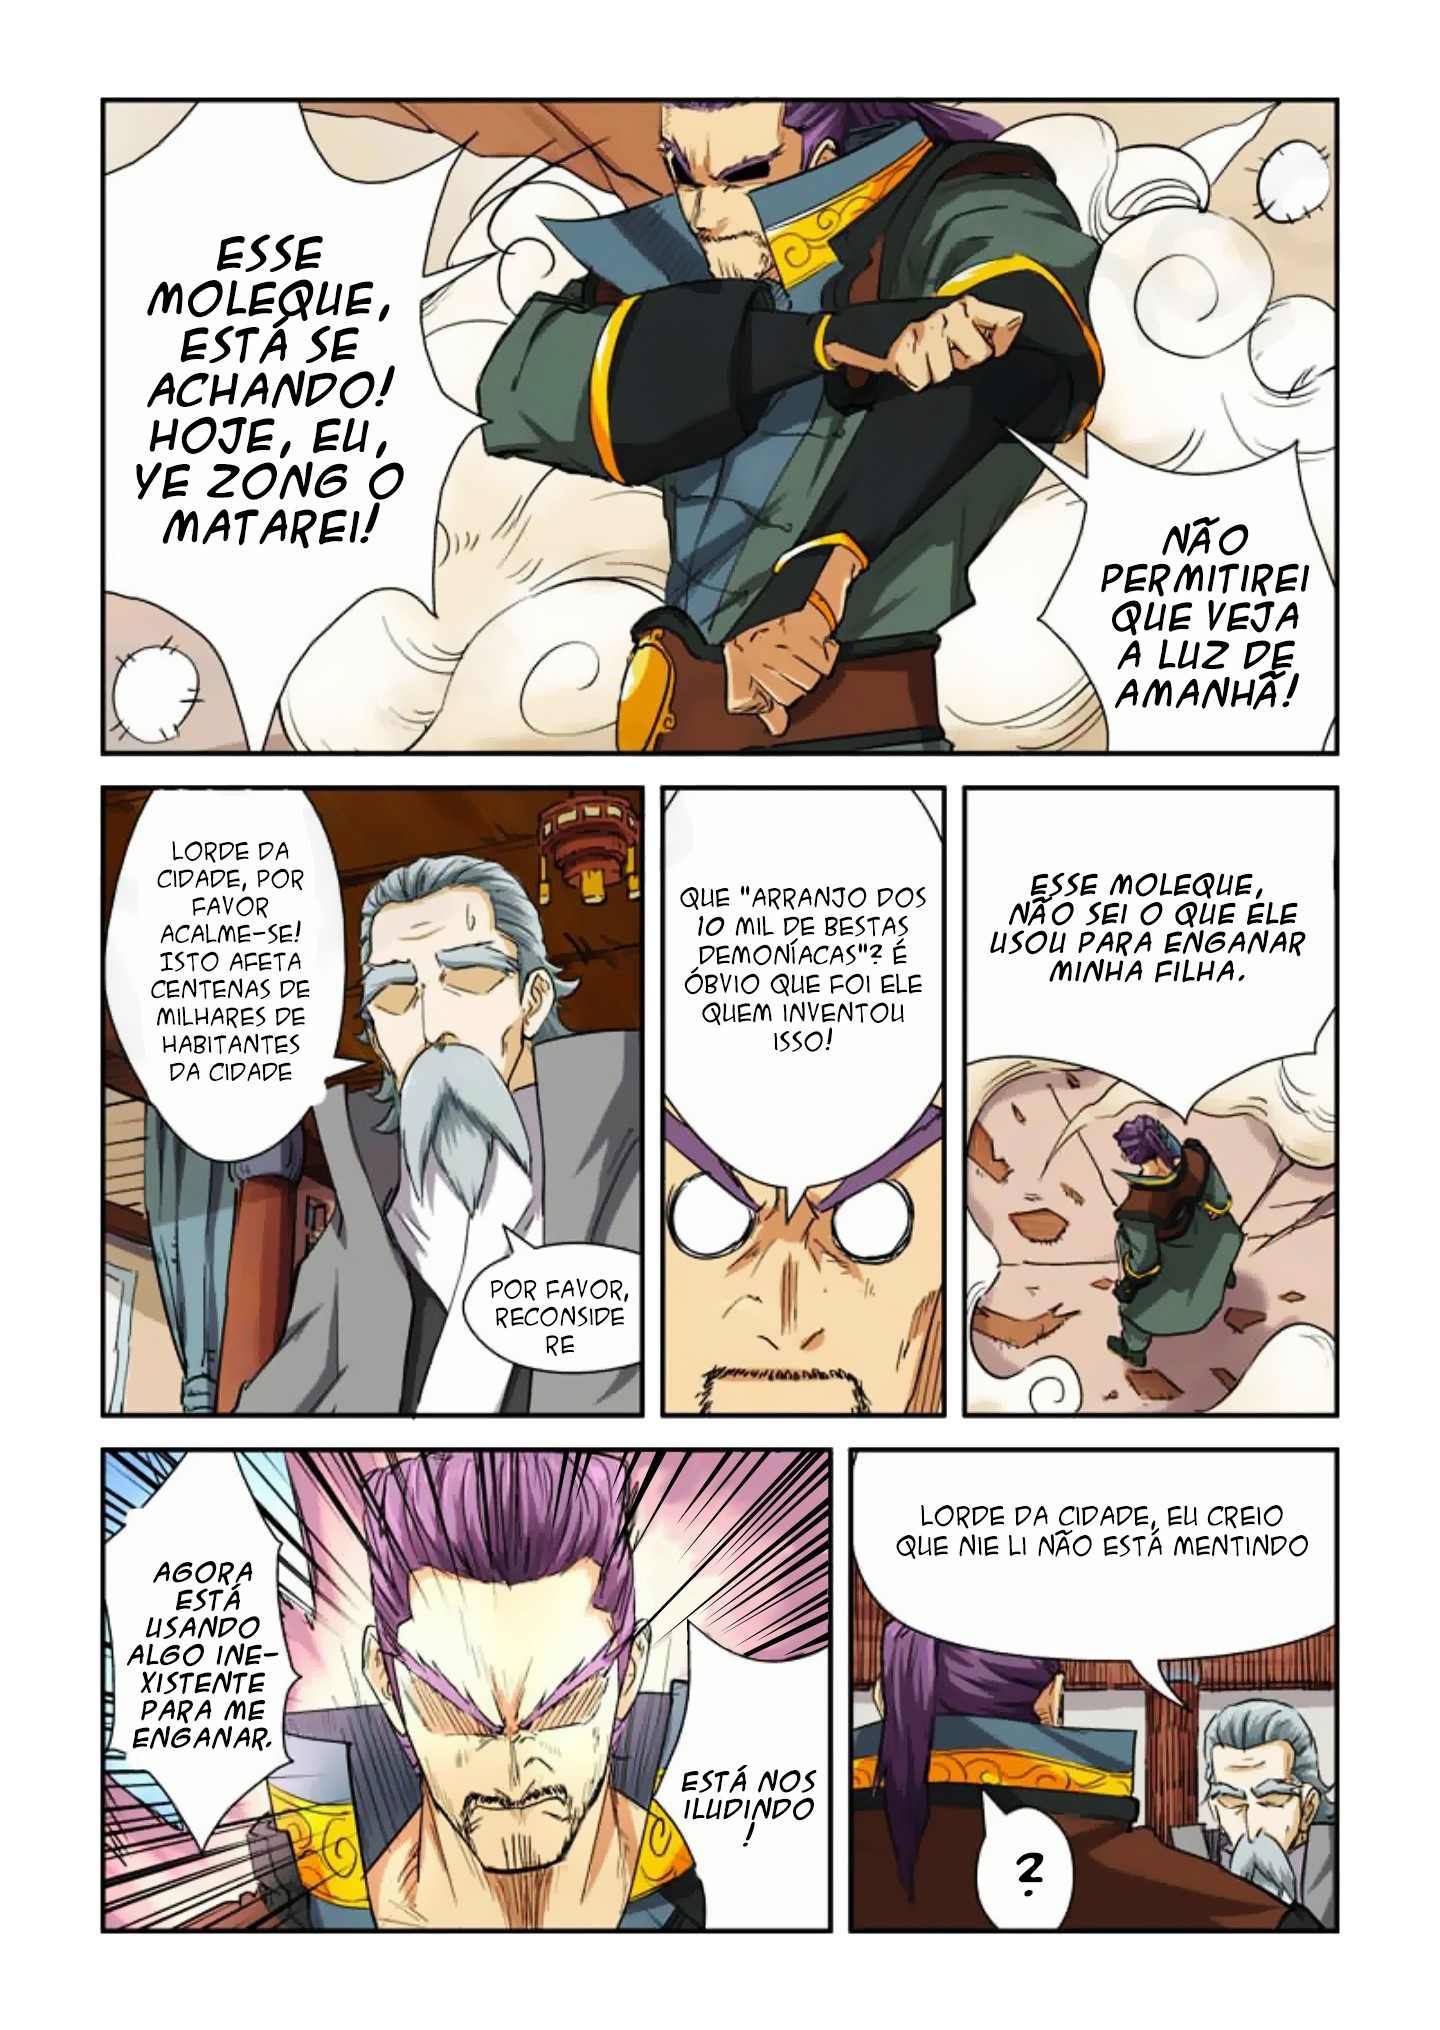 ESSE
MOLEQUE,
ESTÁ SE
ACHANDO!
HOJE, EU,
YE ZONG O
MATAREI!
NÃO
PERMITIREI
QUE VEJA
A LUZ DE
AMANHÃ!
LORDE DA
CIDADE, POR
FAVOR
ACALME-SE!
ISTO AFETA
CENTENAS DE
MILHARES DE
HABITANTES
DA CIDADE
POR FAVOR,
RECONSIDE
RE
QUE "ARRANJO DOS
10 MIL DE BESTAS
DEMONÍACAS"? É
ÓBVIO QUE FOI ELE
QUEM INVENTOU
ISSO!
ESSE MOLEQUE,
NÃO SEI O QUE ELE
USOU PARA ENGANAR
MINHA FILHA.
AGORA
ESTÁ
USANDO
ALGO INE-
XISTENTE
PARA ME
ENGANAR.
ESTÁ NOS
ILUDINDO
!
LORDE DA CIDADE, EU CREIO
QUE NIE LI NÃO ESTÁ MENTINDO
?